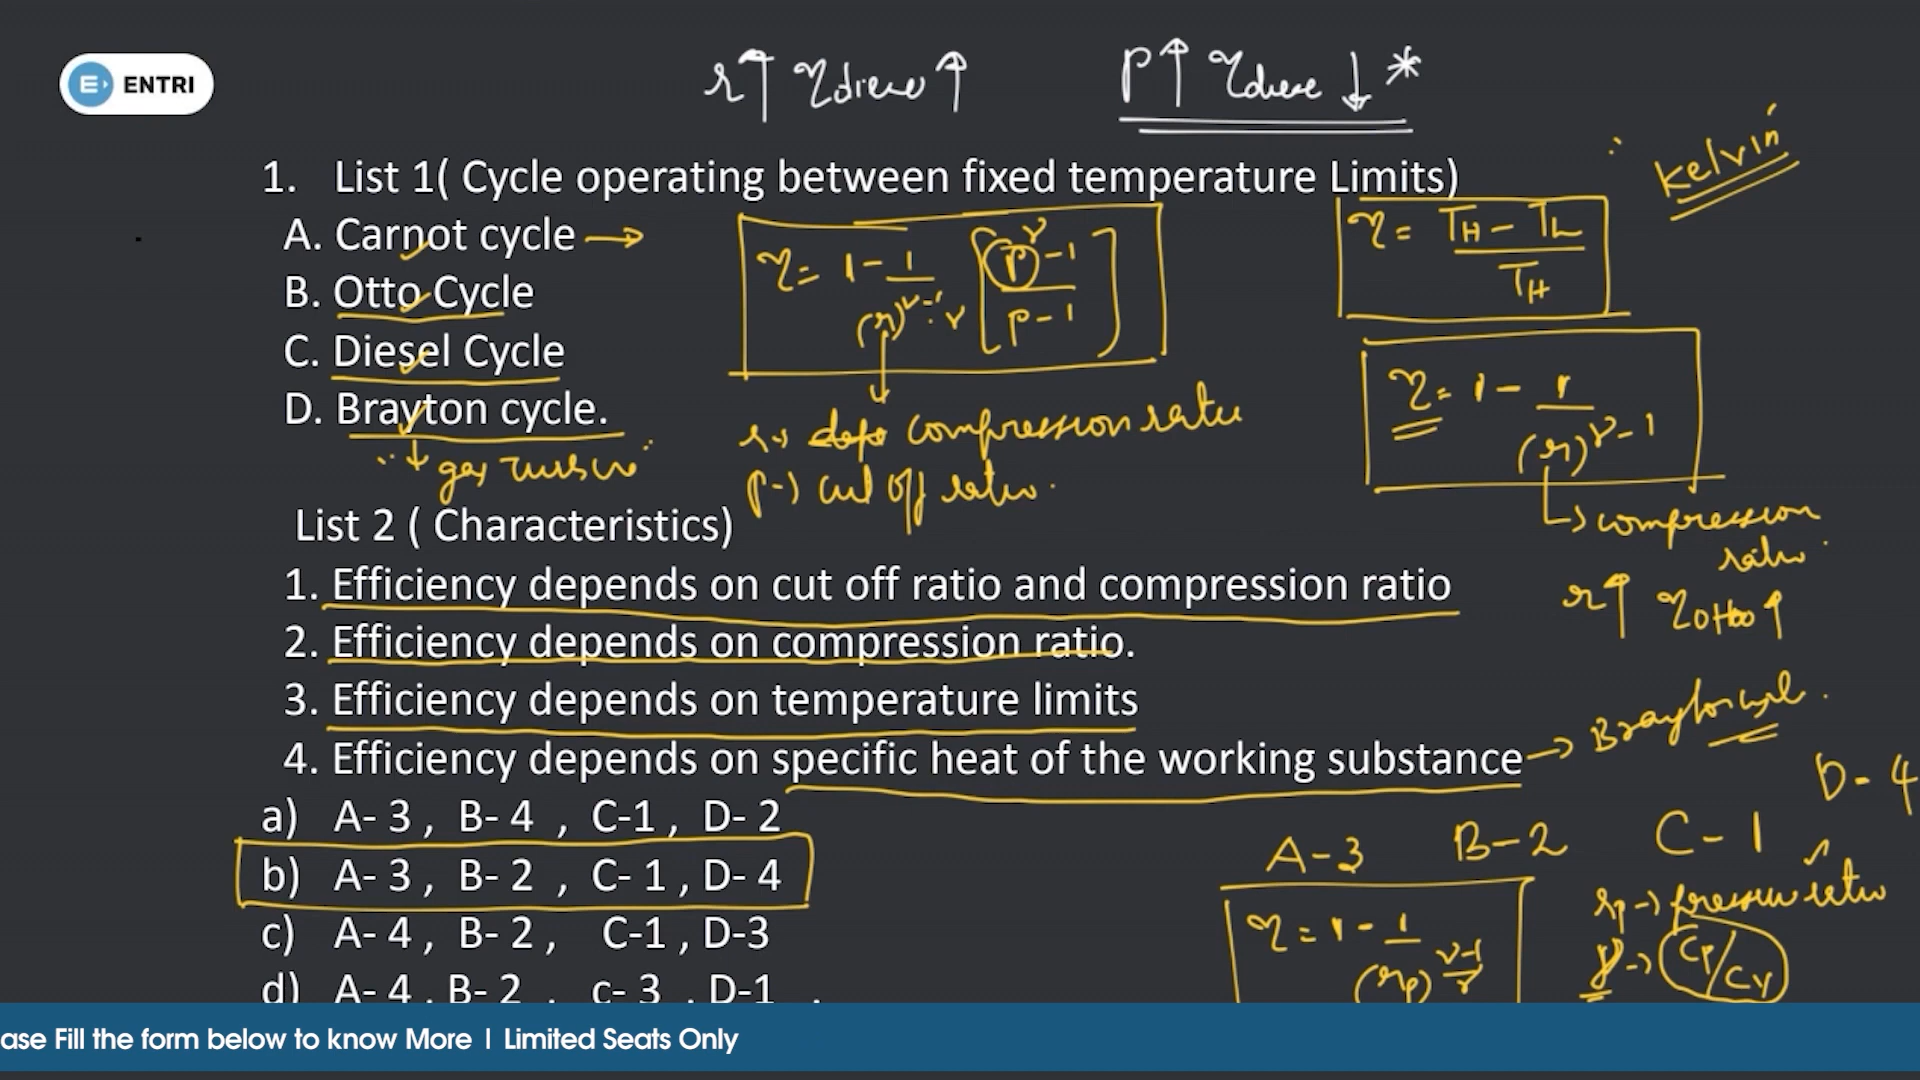 ENTRI
r↑ η diesel ↑ ρ↑ η diesel ↓ *
1. List 1( Cycle operating between fixed temperature Limits)
kelvin
A. Carnot cycle →
B. Otto Cycle
C. Diesel Cycle
D. Brayton cycle.
η = 1 - 1/((r)^γ-1 . γ) [ρ^γ - 1 / ρ - 1]
η = TH - TL / TH
η = 1 - 1/(r)^γ-1
r → compression ratio
ρ → cut off ratio.
gas
↳ compression
ratio.
r↑ η otto ↑
List 2 ( Characteristics)
1. Efficiency depends on cut off ratio and compression ratio
2. Efficiency depends on compression ratio.
3. Efficiency depends on temperature limits
4. Efficiency depends on specific heat of the working substance → Brayton cycle.
a) A- 3 , B- 4 , C-1 , D- 2
b) A- 3 , B- 2 , C- 1 , D- 4
c) A- 4 , B- 2 , C-1 , D-3
d) A- 4 , B- 2 , c- 3 , D-1 .
A-3 B-2 C-1 D-4
η = 1 - 1/(rp)^γ-1/γ
rp → pressure ratio
γ → Cp/Cv
ase Fill the form below to know More | Limited Seats Only